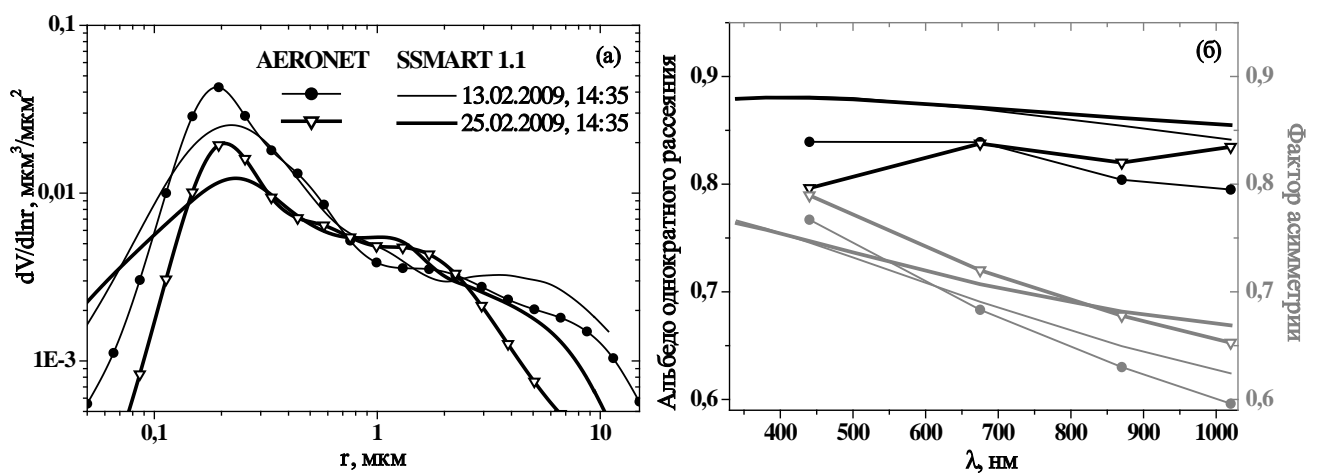 0,1
0,01
1E-3
dV/dlnr, мкм³/мкм²
(а)
AERONET SSMART 1.1
13.02.2009, 14:35
25.02.2009, 14:35
0,1 1 10
r, мкм
(б)
0,9
0,8
0,7
0,6
Альбедо однократного рассеяния
0,9
0,8
0,7
0,6
Фактор асимметрии
400 500 600 700 800 900 1000
λ, нм